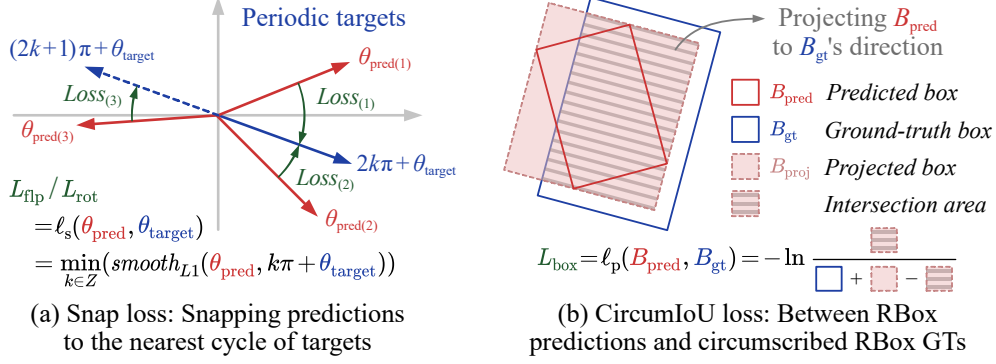 Periodic targets
(2k+1)π+θtarget
θpred(1)
Loss(3)
Loss(1)
θpred(3)
2kπ+θtarget
Loss(2)
θpred(2)
Lflp/Lrot
=ℓs(θpred, θtarget)
=min(smoothL1(θpred, kπ+θtarget))
k∈Z
(a) Snap loss: Snapping predictions
to the nearest cycle of targets
Projecting Bpred
to Bgt's direction
Bpred Predicted box
Bgt Ground-truth box
Bproj Projected box
Intersection area
Lbox=ℓp(Bpred, Bgt)=−ln
+ −
(b) CircumIoU loss: Between RBox
predictions and circumscribed RBox GTs